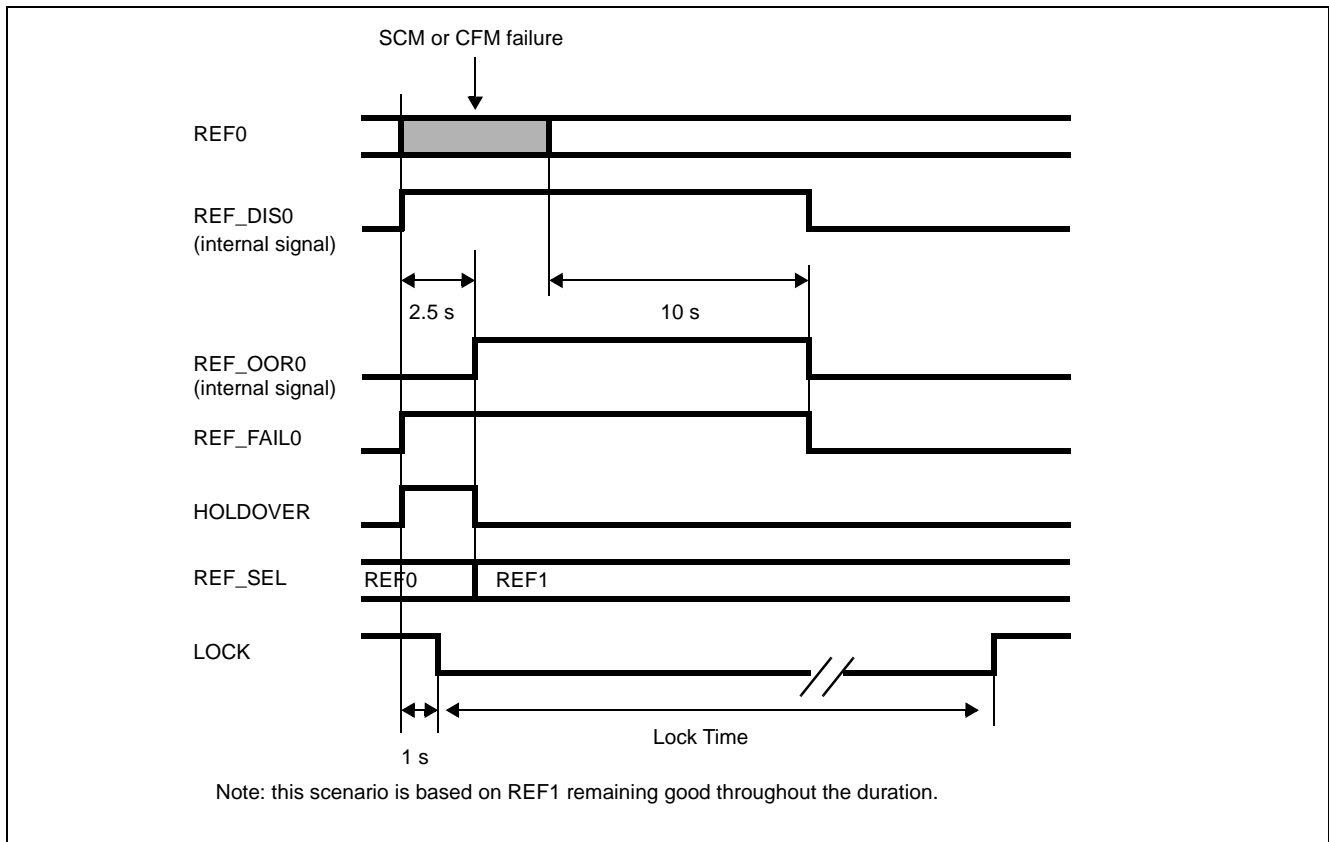 SCM or CFM failure
REF0
REF_DIS0
(internal signal)
2.5 s
10 s
REF_OOR0
(internal signal)
REF_FAIL0
HOLDOVER
REF_SEL
REF0
REF1
LOCK
Lock Time
1 s
Note: this scenario is based on REF1 remaining good throughout the duration.